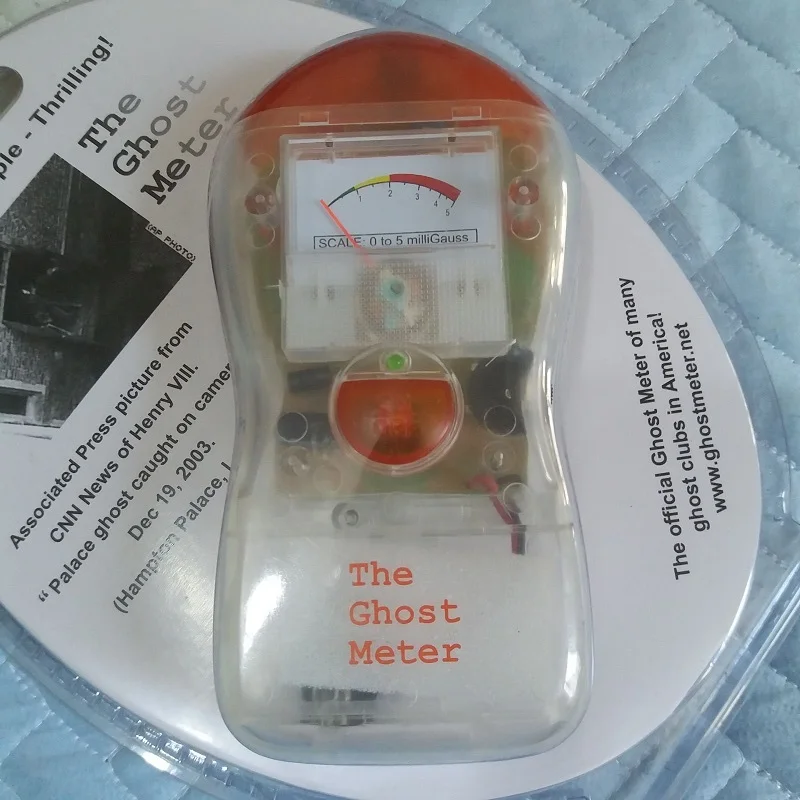 ple - Thrilling!
The
Ghost
Meter
(AP PHOTO)
Associated Press picture from
CNN News of Henry VIII.
“ Palace ghost caught on camer
Dec 19, 2003.
(Hampton Palace,
1
2
3
4
5
SCALE: 0 to 5 milliGauss
The
Ghost
Meter
The official Ghost Meter of many
ghost clubs in America!
www.ghostmeter.net